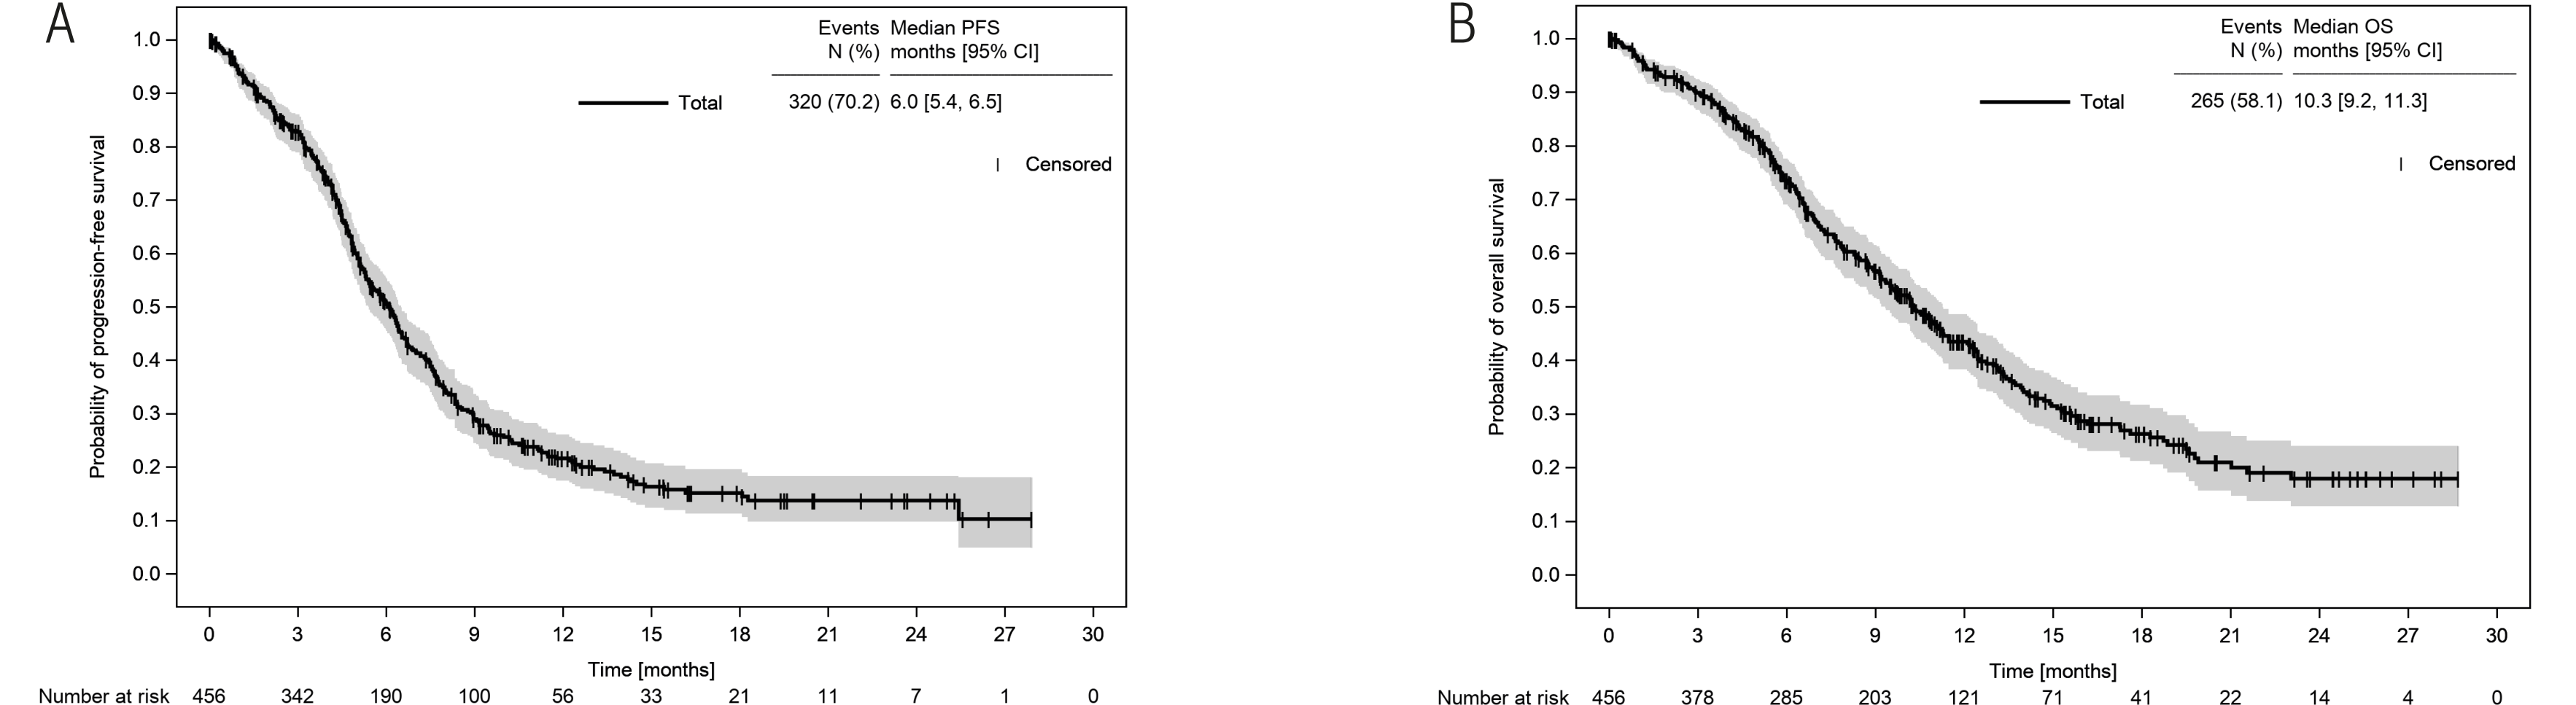 A
Events Median PFS
N (%) months [95% CI]
Total 320 (70.2) 6.0 [5.4, 6.5]
Censored
Probability of progression-free survival
1.0
0.9
0.8
0.7
0.6
0.5
0.4
0.3
0.2
0.1
0.0
0 3 6 9 12 15 18 21 24 27 30
Time [months]
Number at risk 456 342 190 100 56 33 21 11 7 1 0
B
Events Median OS
N (%) months [95% CI]
Total 265 (58.1) 10.3 [9.2, 11.3]
Censored
Probability of overall survival
1.0
0.9
0.8
0.7
0.6
0.5
0.4
0.3
0.2
0.1
0.0
0 3 6 9 12 15 18 21 24 27 30
Time [months]
Number at risk 456 378 285 203 121 71 41 22 14 4 0